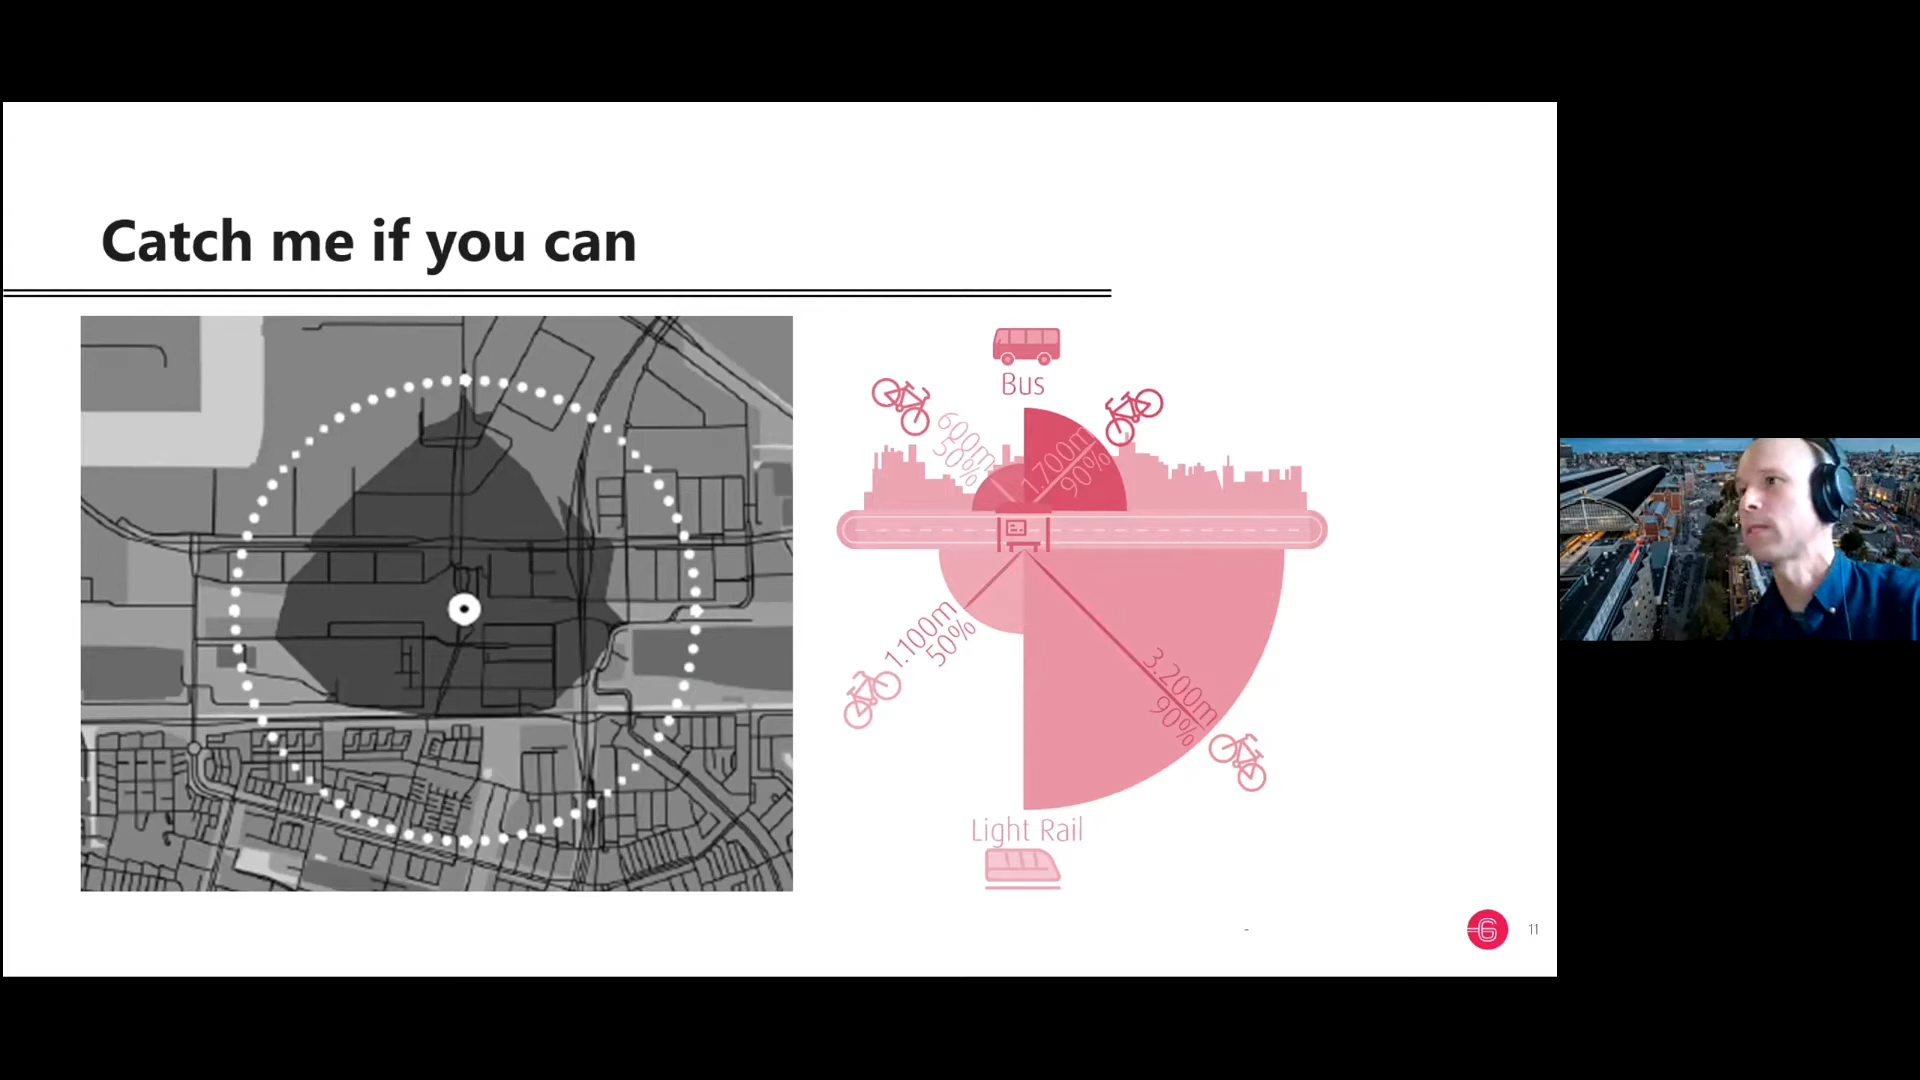 Catch me if you can
Bus
600m
50%
1.700m
90%
1.100m
50%
3.200m
90%
Light Rail
-
G
11